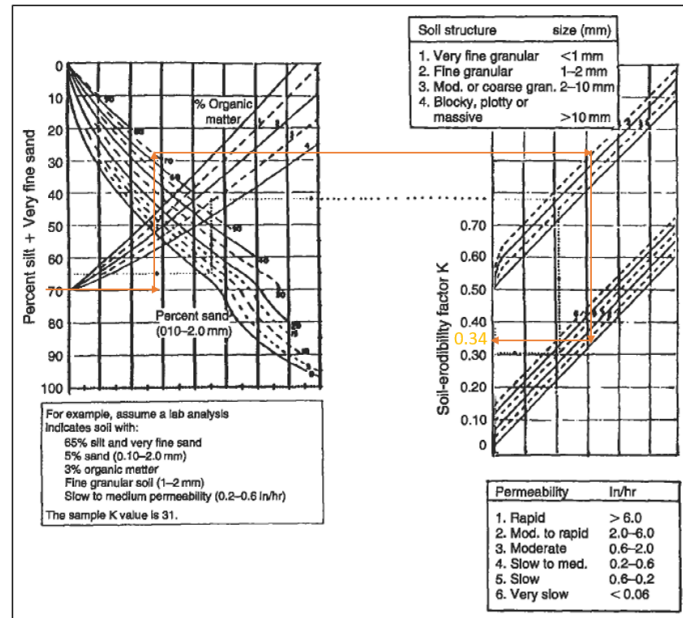 Soil structure size (mm)
1. Very fine granular <1 mm
2. Fine granular 1–2 mm
3. Mod. or coarse gran. 2–10 mm
4. Blocky, plotty or
massive >10 mm
% Organic
matter
Percent silt + Very fine sand
0
10
20
30
40
50
60
70
80
90
100
90
70
Percent sand
(010–2.0 mm)
Soil-erodibility factor K
0.70
0.60
0.50
0.40
0.34
0.30
0.20
0.10
0
For example, assume a lab analysis
indicates soil with:
65% silt and very fine sand
5% sand (0.10–2.0 mm)
3% organic matter
Fine granular soil (1–2 mm)
Slow to medium permeability (0.2–0.6 in/hr)
The sample K value is 31.
Permeability In/hr
1. Rapid > 6.0
2. Mod. to rapid 2.0–6.0
3. Moderate 0.6–2.0
4. Slow to med. 0.2–0.6
5. Slow 0.6–0.2
6. Very slow < 0.06